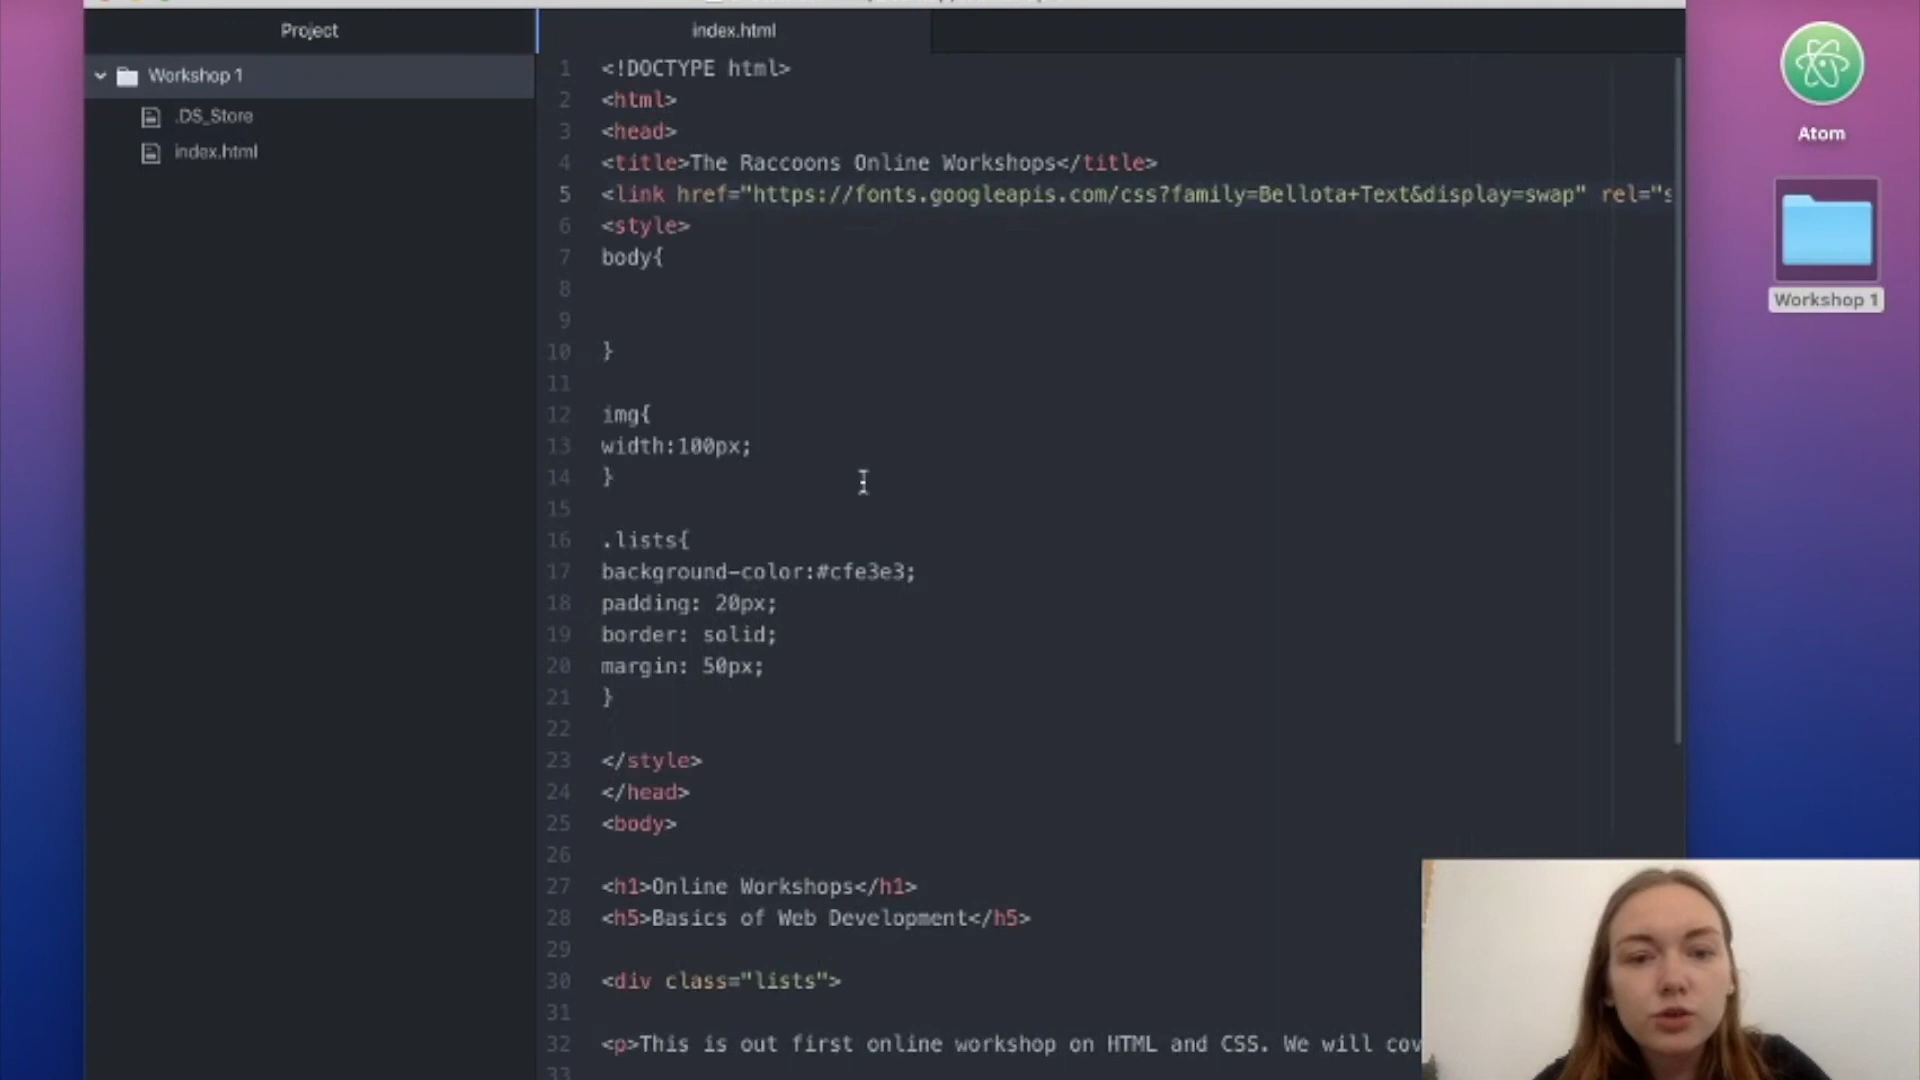 Project
index.html
Workshop 1
.DS_Store
index.html
1 <!DOCTYPE html>
2 <html>
3 <head>
4 <title>The Raccoons Online Workshops</title>
5 <link href="https://fonts.googleapis.com/css?family=Bellota+Text&display=swap" rel="s
6 <style>
7 body{
8
9
10 }
11
12 img{
13 width:100px;
14 }
15
16 .lists{
17 background-color:#cfe3e3;
18 padding: 20px;
19 border: solid;
20 margin: 50px;
21 }
22
23 </style>
24 </head>
25 <body>
26
27 <h1>Online Workshops</h1>
28 <h5>Basics of Web Development</h5>
29
30 <div class="lists">
31
32 <p>This is out first online workshop on HTML and CSS. We will cov
33
Atom
Workshop 1